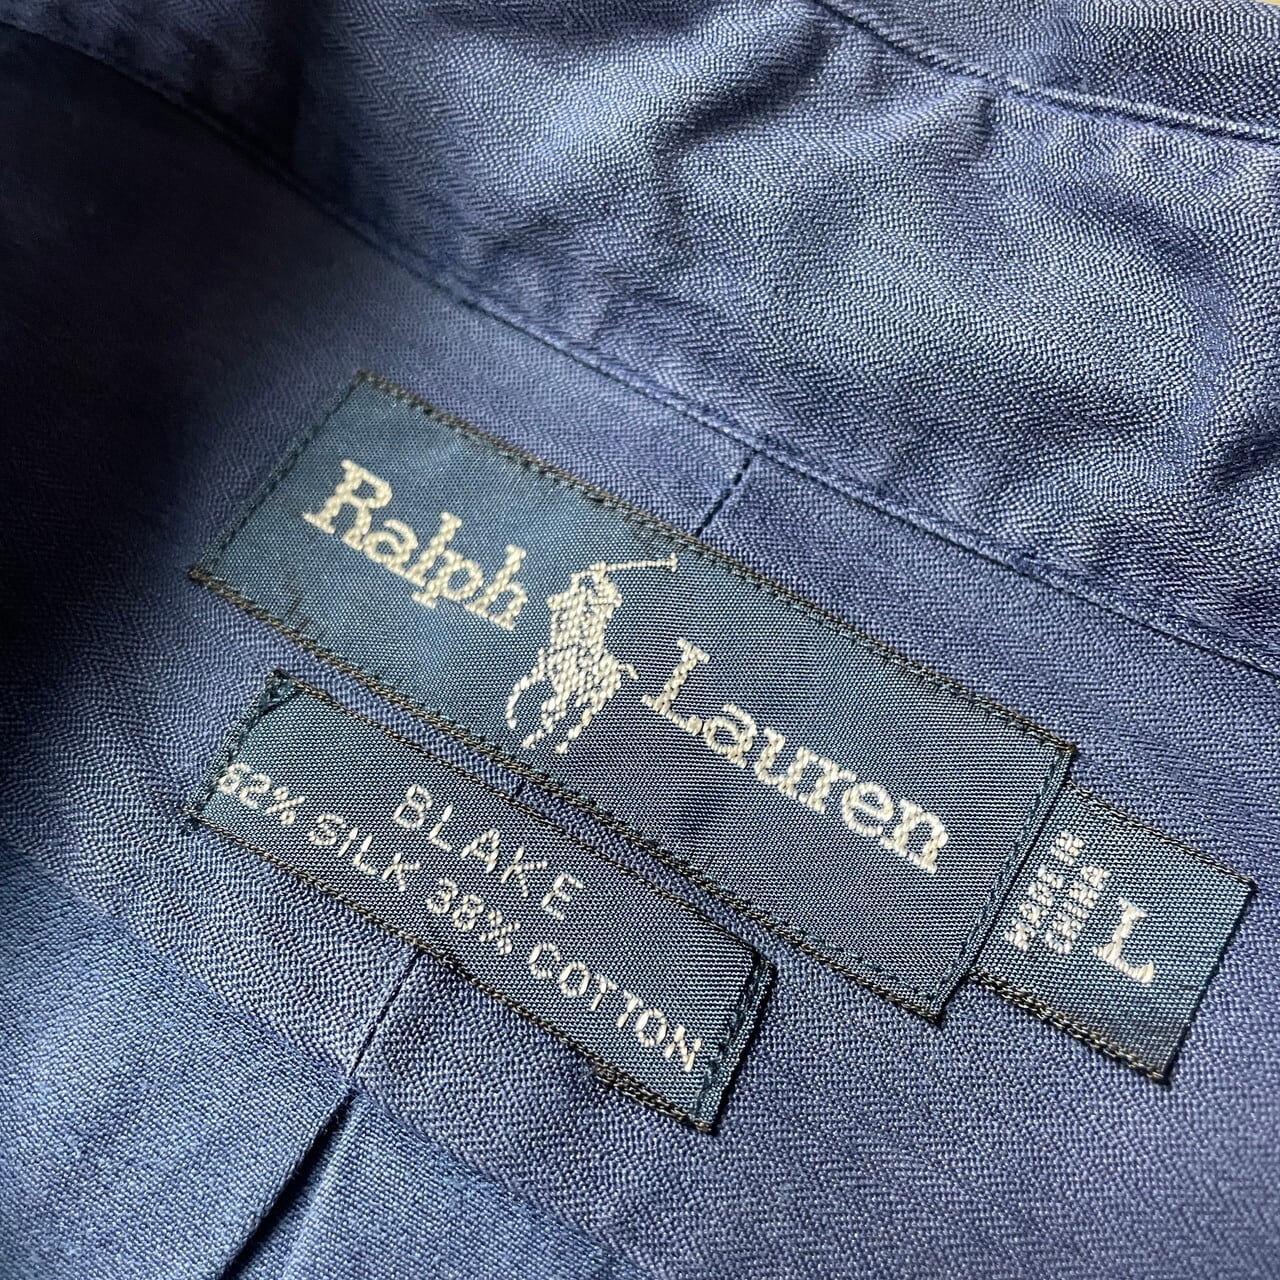 Ralph Lauren
L
BLAKE
62% SILK 38% COTTON